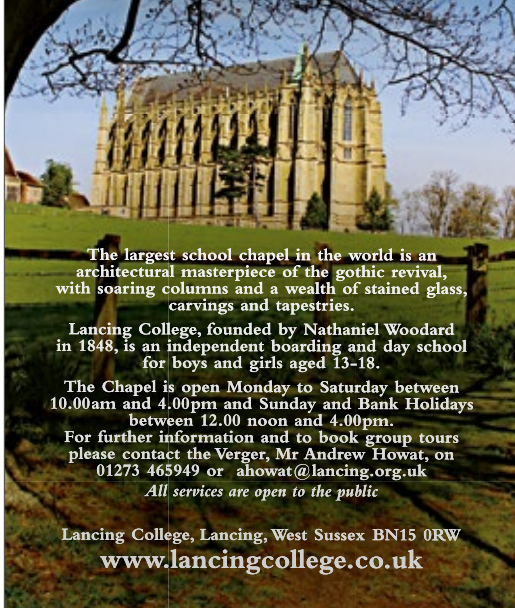 The largest school chapel in the world is an
architectural masterpiece of the gothic revival,
with soaring columns and a wealth of stained glass,
carvings and tapestries.
Lancing College, founded by Nathaniel Woodard
in 1848, is an independent boarding and day school
for boys and girls aged 13-18.
The Chapel is open Monday to Saturday between
10.00am and 4.00pm and Sunday and Bank Holidays
between 12.00 noon and 4.00pm.
For further information and to book group tours
please contact the Verger, Mr Andrew Howat, on
01273 465949 or ahowat@lancing.org.uk
All services are open to the public
Lancing College, Lancing, West Sussex BN15 0RW
www.lancingcollege.co.uk